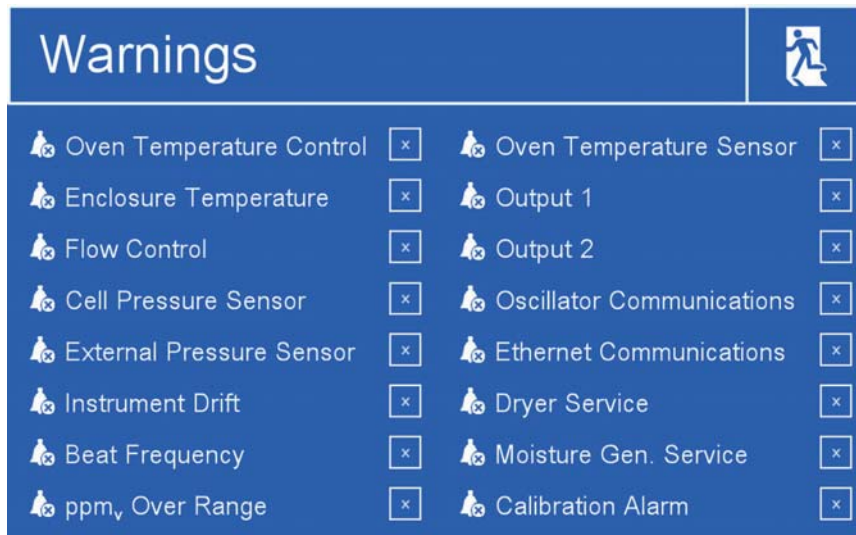 Warnings
Oven Temperature Control x
Oven Temperature Sensor x
Enclosure Temperature x
Output 1 x
Flow Control x
Output 2 x
Cell Pressure Sensor x
Oscillator Communications x
External Pressure Sensor x
Ethernet Communications x
Instrument Drift x
Dryer Service x
Beat Frequency x
Moisture Gen. Service x
ppmᵥ Over Range x
Calibration Alarm x